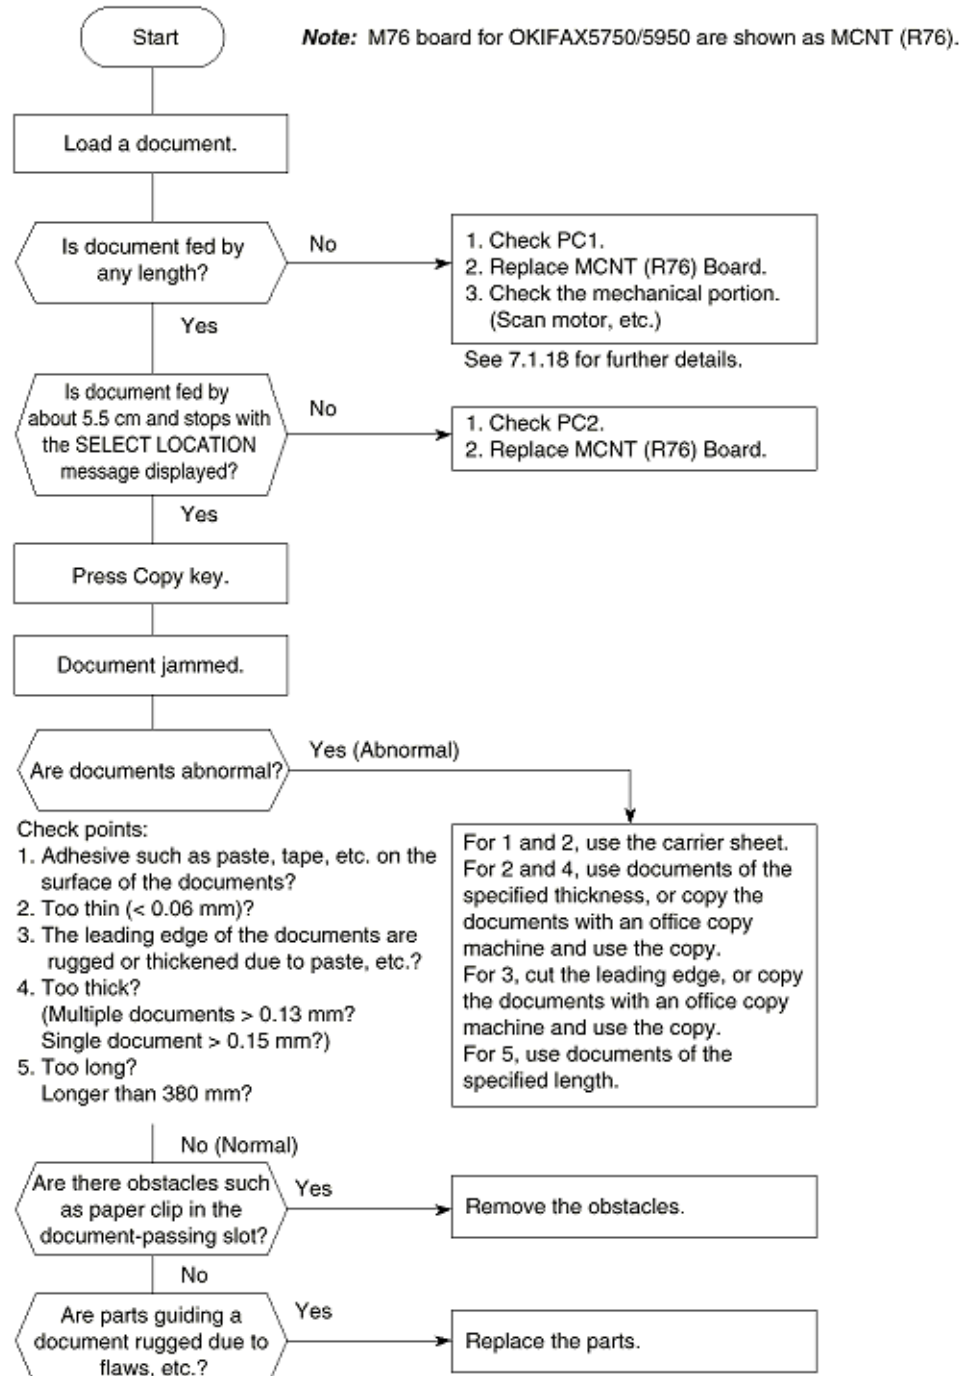 Start
Note: M76 board for OKIFAX5750/5950 are shown as MCNT (R76).
Load a document.
Is document fed by
any length?
No
1. Check PC1.
2. Replace MCNT (R76) Board.
3. Check the mechanical portion.
(Scan motor, etc.)
See 7.1.18 for further details.
Yes
Is document fed by
about 5.5 cm and stops with
the SELECT LOCATION
message displayed?
No
1. Check PC2.
2. Replace MCNT (R76) Board.
Yes
Press Copy key.
Document jammed.
Are documents abnormal?
Yes (Abnormal)
Check points:
1. Adhesive such as paste, tape, etc. on the
surface of the documents?
2. Too thin (< 0.06 mm)?
3. The leading edge of the documents are
rugged or thickened due to paste, etc.?
4. Too thick?
(Multiple documents > 0.13 mm?
Single document > 0.15 mm?)
5. Too long?
Longer than 380 mm?
For 1 and 2, use the carrier sheet.
For 2 and 4, use documents of the
specified thickness, or copy the
documents with an office copy
machine and use the copy.
For 3, cut the leading edge, or copy
the documents with an office copy
machine and use the copy.
For 5, use documents of the
specified length.
No (Normal)
Are there obstacles such
as paper clip in the
document-passing slot?
Yes
Remove the obstacles.
No
Are parts guiding a
document rugged due to
flaws, etc.?
Yes
Replace the parts.